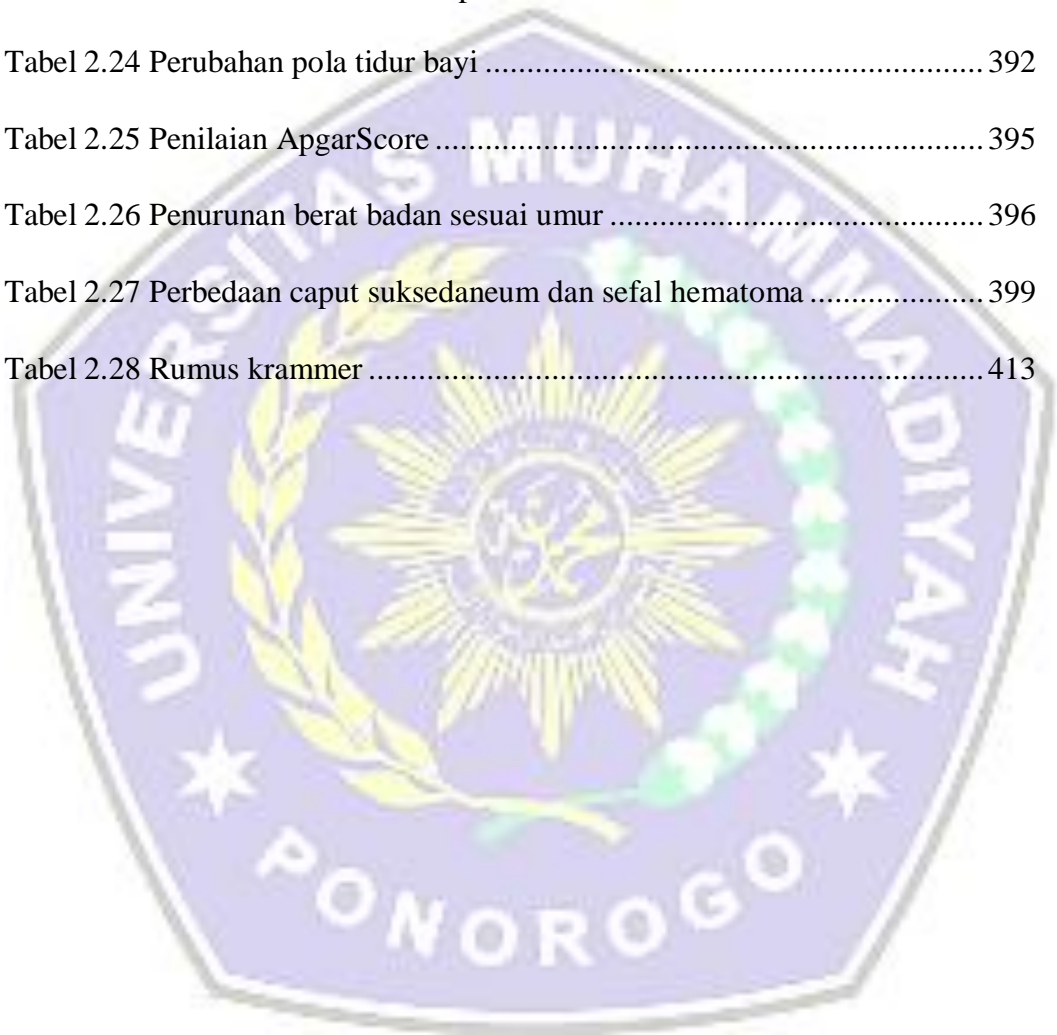 Tabel 2.24 Perubahan pola tidur bayi ................................................................ 392
Tabel 2.25 Penilaian ApgarScore ...................................................................... 395
Tabel 2.26 Penurunan berat badan sesuai umur ................................................... 396
Tabel 2.27 Perbedaan caput suksedaneum dan sefal hematoma ...................... 399
Tabel 2.28 Rumus krammer ............................................................................... 413
UNIVERSITAS MUHAMMADIYAH
PONOROGO